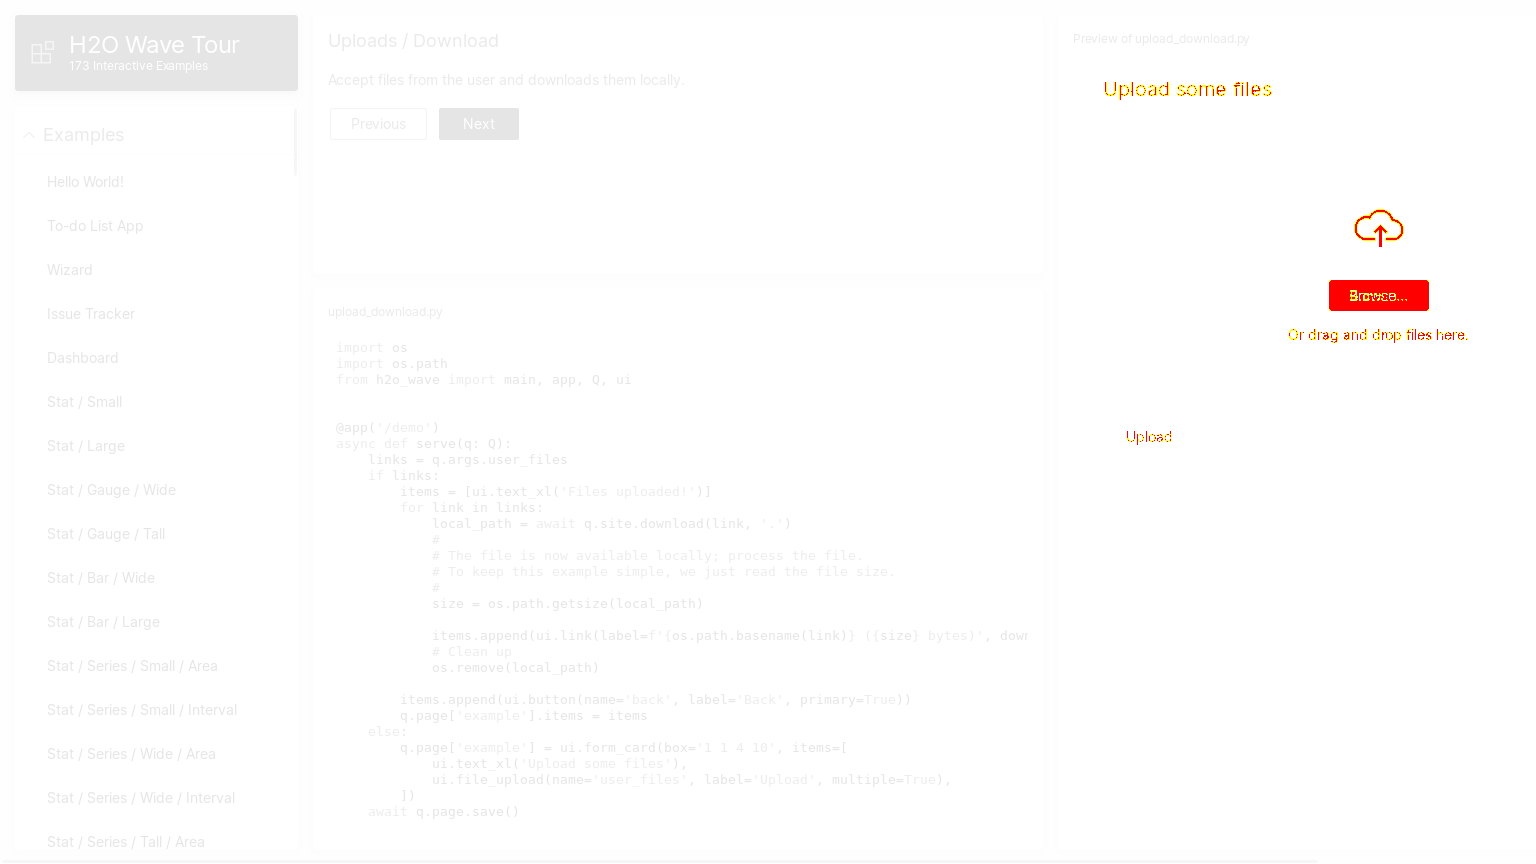 H2O Wave Tour
173 Interactive Examples
Examples
Hello World!
To-do List App
Wizard
Issue Tracker
Dashboard
Stat / Small
Stat / Large
Stat / Gauge / Wide
Stat / Gauge / Tall
Stat / Bar / Wide
Stat / Bar / Large
Stat / Series / Small / Area
Stat / Series / Small / Interval
Stat / Series / Wide / Area
Stat / Series / Wide / Interval
Stat / Series / Tall / Area
Uploads / Download
Accept files from the user and downloads them locally.
Previous Next
upload_download.py
import os
import os.path
from h2o_wave import main, app, Q, ui
@app('/demo')
async def serve(q: Q):
    links = q.args.user_files
    if links:
        items = [ui.text_xl('Files uploaded!')]
        for link in links:
            local_path = await q.site.download(link, '.')
            #
            # The file is now available locally; process the file.
            # To keep this example simple, we just read the file size.
            #
            size = os.path.getsize(local_path)
            items.append(ui.link(label=f'{os.path.basename(link)} ({size} bytes)', down
            # Clean up
            os.remove(local_path)
        items.append(ui.button(name='back', label='Back', primary=True))
        q.page['example'].items = items
    else:
        q.page['example'] = ui.form_card(box='1 1 4 10', items=[
            ui.text_xl('Upload some files'),
            ui.file_upload(name='user_files', label='Upload', multiple=True),
        ])
    await q.page.save()
Preview of upload_download.py
Upload some files
Browse...
Or drag and drop files here.
Upload